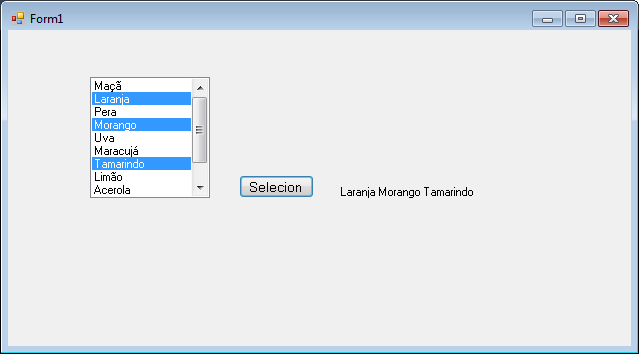 Form1
Maçã
Laranja
Pera
Morango
Uva
Maracujá
Tamarindo
Limão
Acerola
Selecion
Laranja Morango Tamarindo